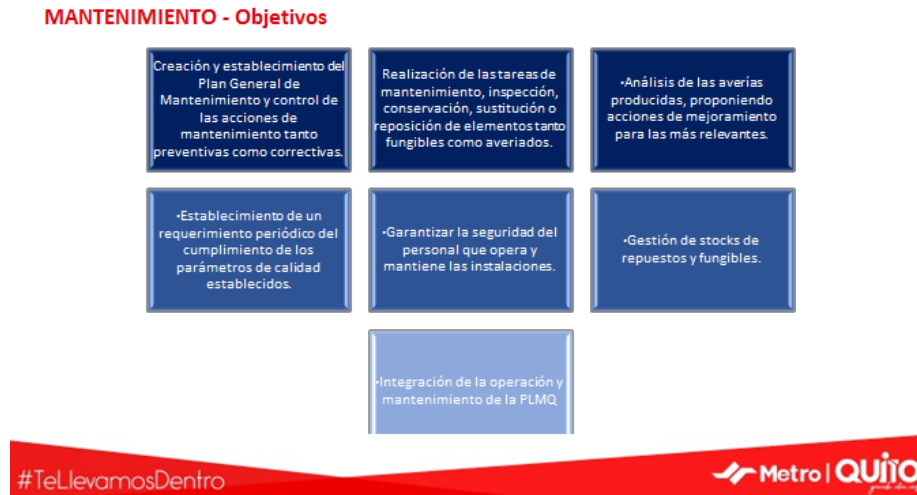 MANTENIMIENTO - Objetivos
Creación y establecimiento del
Plan General de
Mantenimiento y control de
las acciones de
mantenimiento tanto
preventivas como correctivas.
Realización de las tareas de
mantenimiento, inspección,
conservación, sustitución o
reposición de elementos tanto
fungibles como averiados.
•Análisis de las averías
producidas, proponiendo
acciones de mejoramiento
para las más relevantes.
•Establecimiento de un
requerimiento periódico del
cumplimiento de los
parámetros de calidad
establecidos.
•Garantizar la seguridad del
personal que opera y
mantiene las instalaciones.
•Gestión de stocks de
repuestos y fungibles.
•Integración de la operación y
mantenimiento de la PLMQ
#TeLlevamosDentro
Metro | QUITO